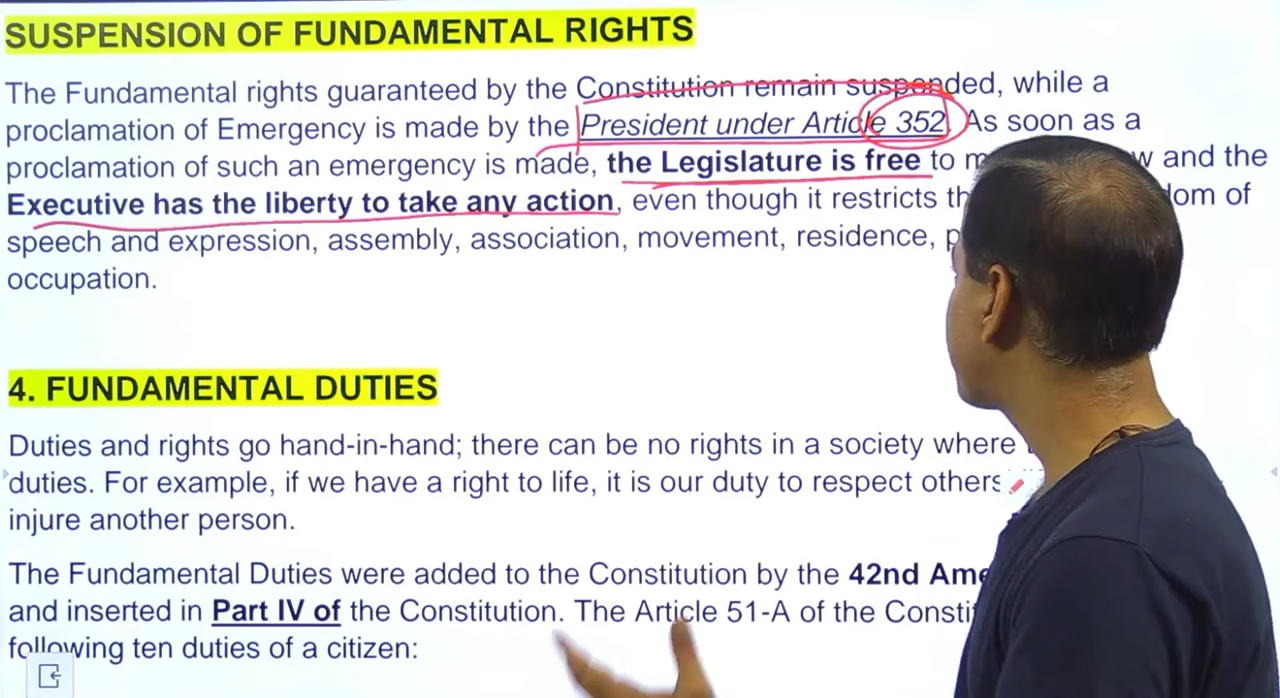 SUSPENSION OF FUNDAMENTAL RIGHTS
The Fundamental rights guaranteed by the Constitution remain suspended, while a
proclamation of Emergency is made by the President under Article 352. As soon as a
proclamation of such an emergency is made, the Legislature is free to and the
Executive has the liberty to take any action, even though it restricts of
speech and expression, assembly, association, movement, residence,
occupation.
4. FUNDAMENTAL DUTIES
Duties and rights go hand-in-hand; there can be no rights in a society where
duties. For example, if we have a right to life, it is our duty to respect others
injure another person.
The Fundamental Duties were added to the Constitution by the 42nd
and inserted in Part IV of the Constitution. The Article 51-A of the
following ten duties of a citizen: